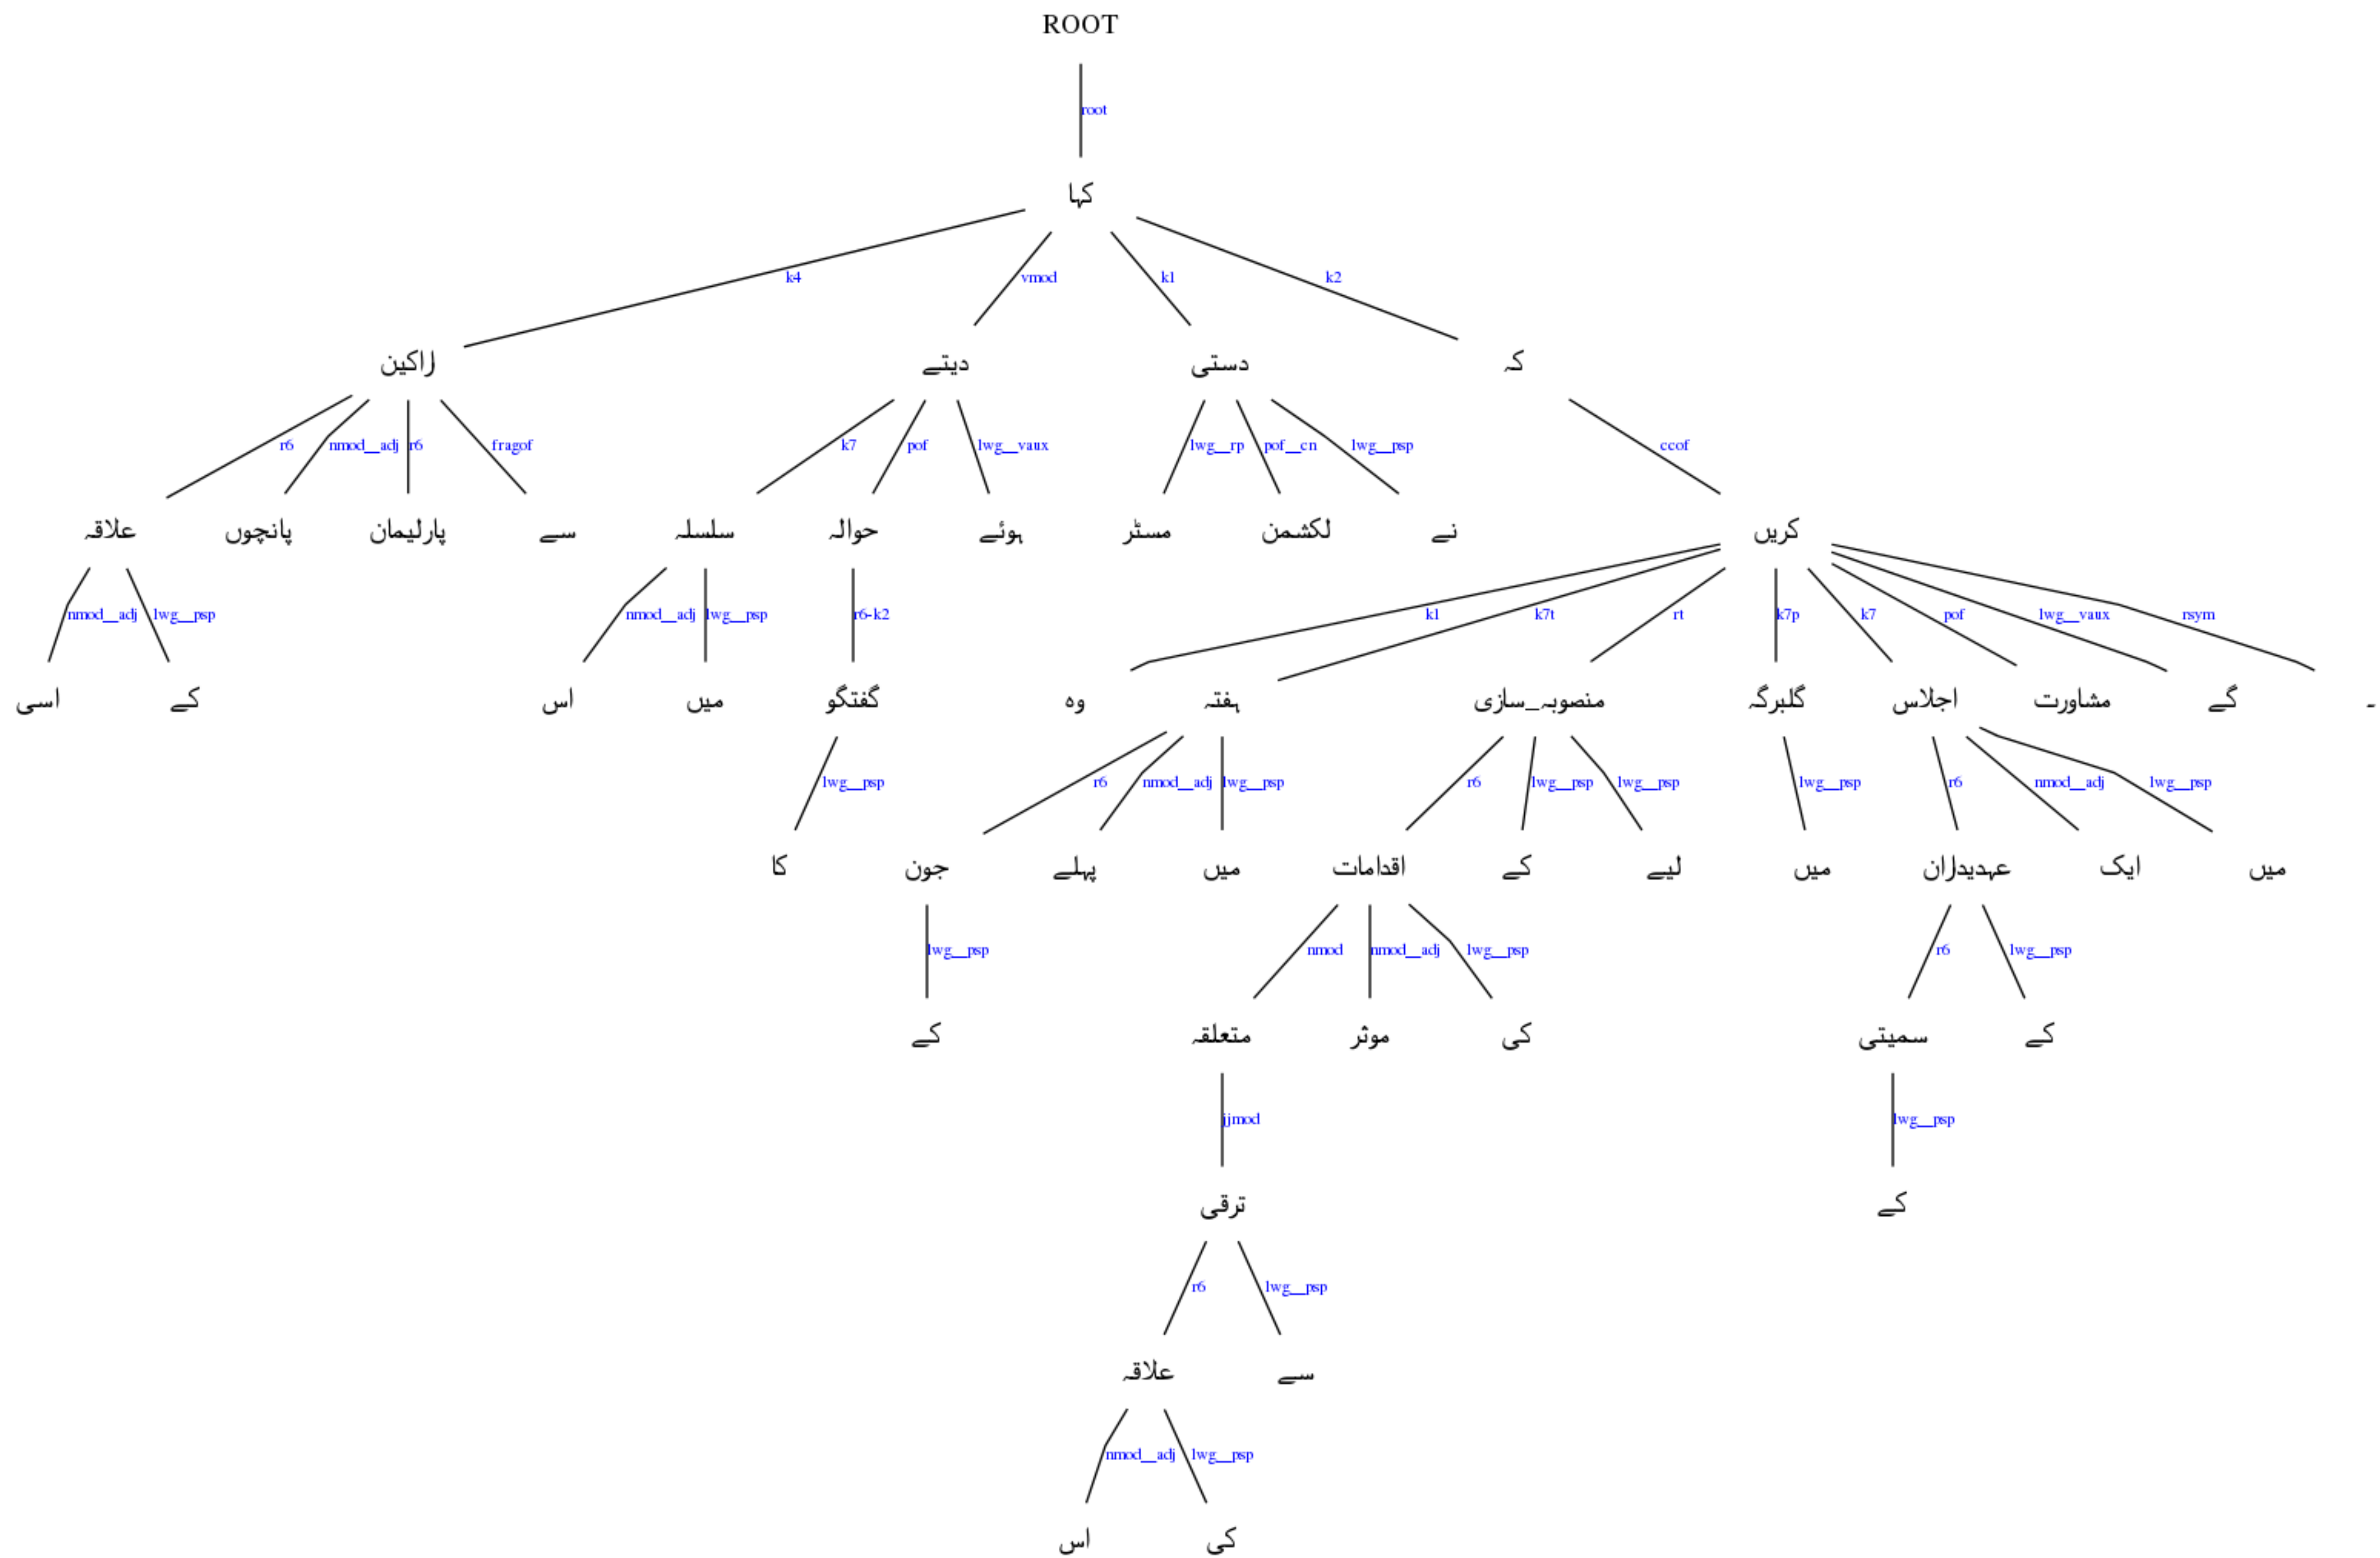 ROOT
root
کہا
k4 vmod k1 k2
اراکین دیتے دستی کہ
r6 nmod__adj r6 fragof k7 pof lwg__vaux lwg__rp pof__cn lwg__psp ccof
علاقہ پانچوں پارلیمان سے سلسلہ حوالہ ہوئے مسٹر لکشمن نے کریں
nmod__adj lwg__psp nmod__adj lwg__psp r6-k2 k1 k7t rt k7p k7 pof lwg__vaux rsym
اسی کے اس میں گفتگو وہ ہفتہ منصوبہ_سازی گلبرگہ اجلاس مشاورت گے ۔
lwg__psp r6 nmod__adj lwg__psp r6 lwg__psp lwg__psp lwg__psp r6 nmod__adj lwg__psp
کا جون پہلے میں اقدامات کے لیے میں عہدیداران ایک میں
lwg__psp nmod nmod__adj lwg__psp r6 lwg__psp
کے متعلقہ موثر کی سمیتی کے
jjmod lwg__psp
ترقی کے
r6 lwg__psp
علاقہ سے
nmod__adj lwg__psp
اس کی